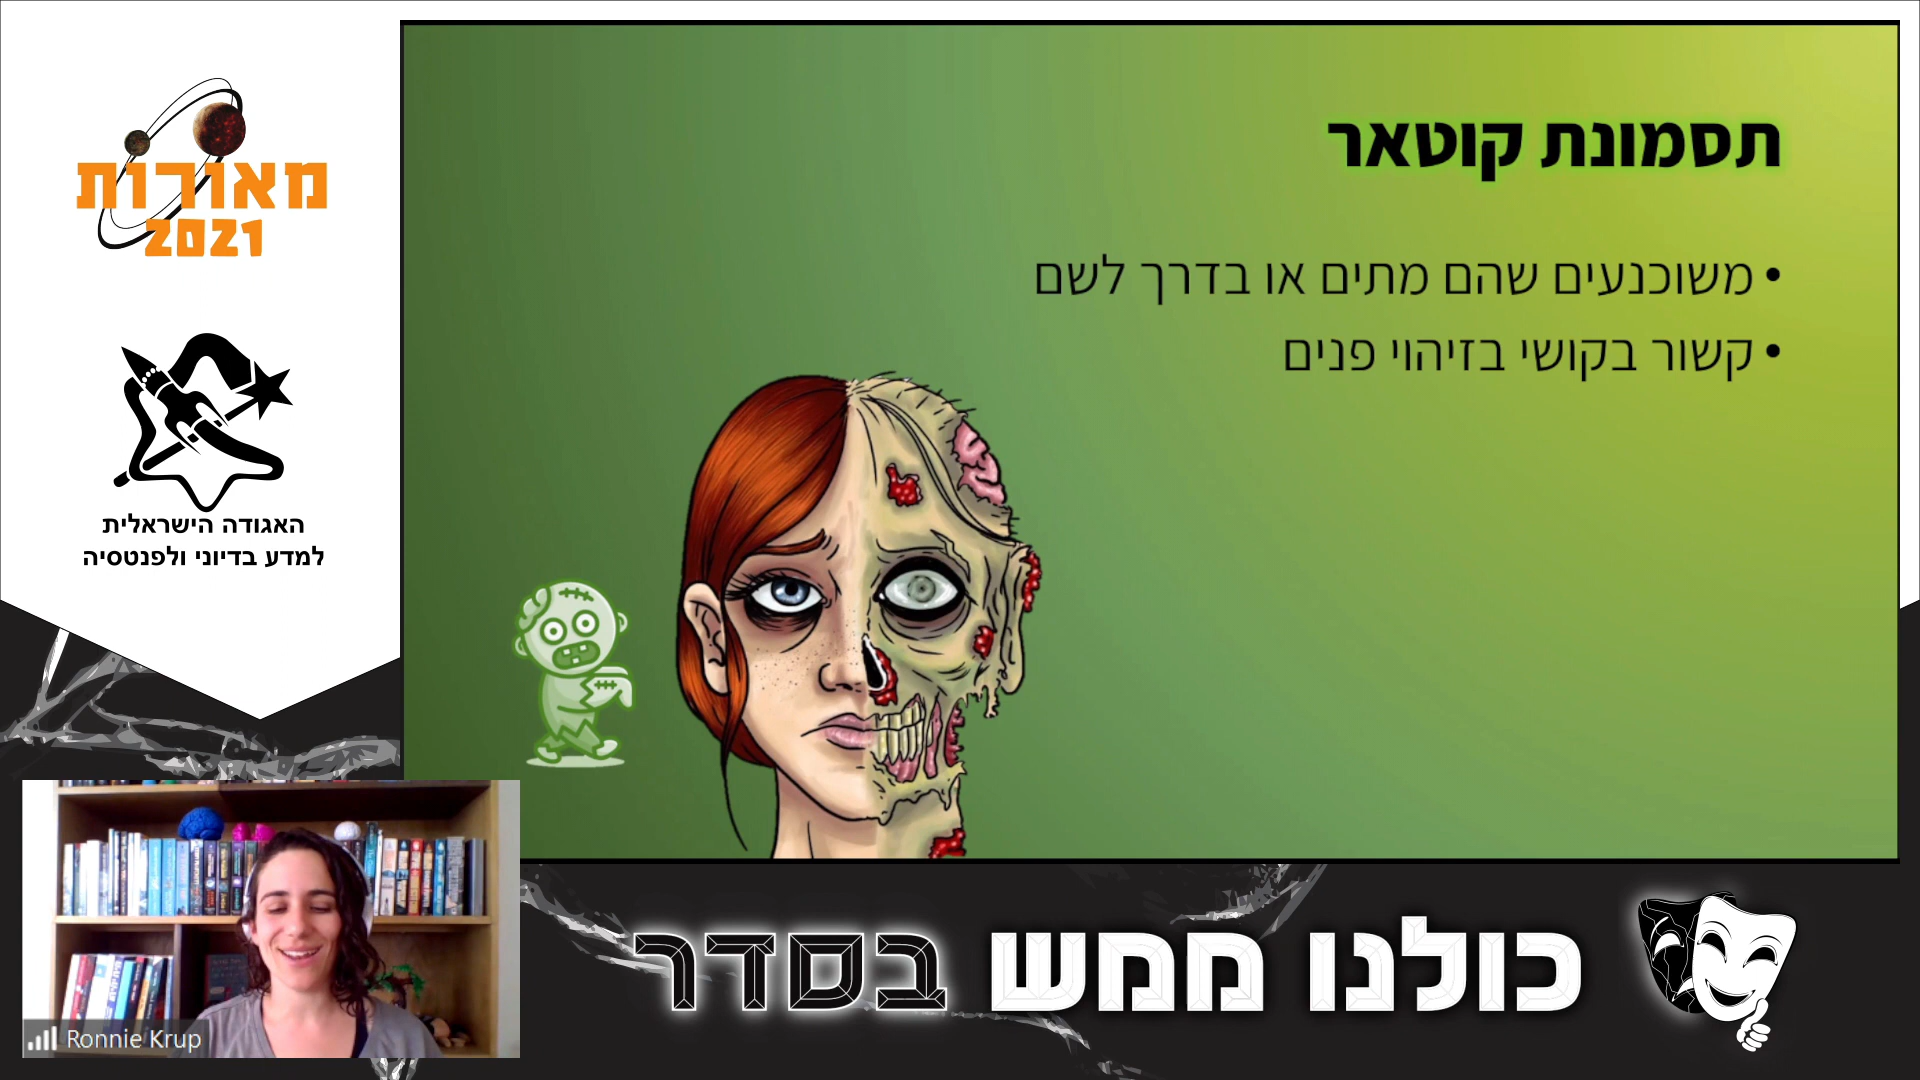 מאורות
2021
האגודה הישראלית
למדע בדיוני ולפנטסיה
תסמונת קוטאר
• משוכנעים שהם מתים או בדרך לשם
• קשור בקושי בזיהוי פנים
Ronnie Krup
כולנו ממש בסדר